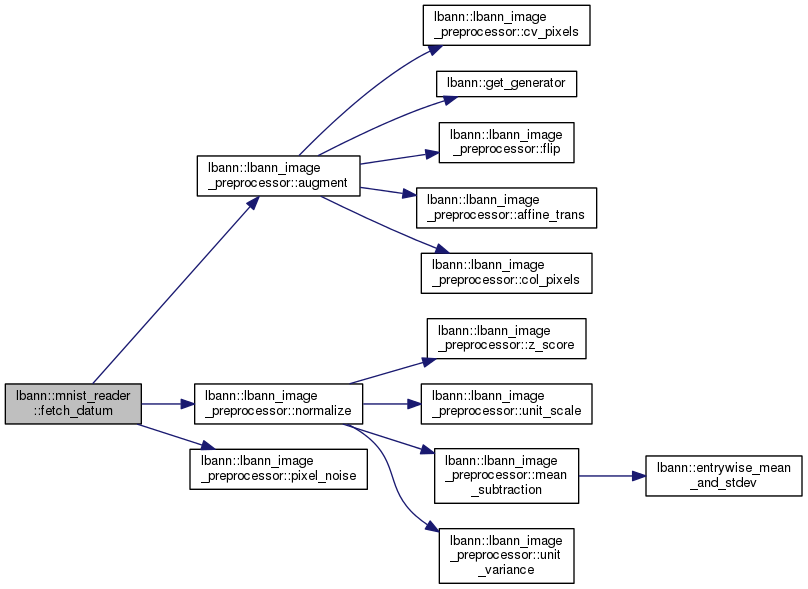 lbann::lbann_image
_preprocessor::cv_pixels
lbann::get_generator
lbann::lbann_image
_preprocessor::flip
lbann::lbann_image
_preprocessor::augment
lbann::lbann_image
_preprocessor::affine_trans
lbann::lbann_image
_preprocessor::col_pixels
lbann::lbann_image
_preprocessor::z_score
lbann::mnist_reader
::fetch_datum
lbann::lbann_image
_preprocessor::normalize
lbann::lbann_image
_preprocessor::unit_scale
lbann::lbann_image
_preprocessor::pixel_noise
lbann::lbann_image
_preprocessor::mean
_subtraction
lbann::entrywise_mean
_and_stdev
lbann::lbann_image
_preprocessor::unit
_variance